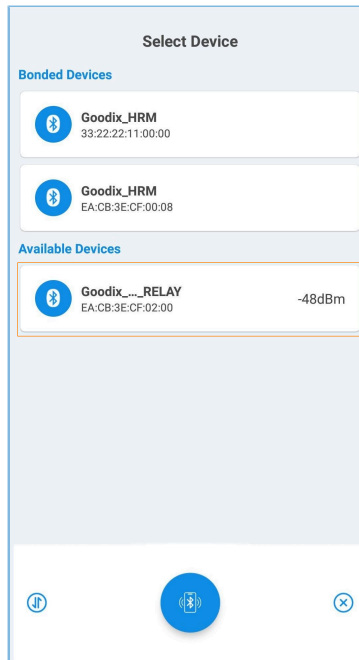 Select Device
Bonded Devices
Goodix_HRM
33:22:22:11:00:00
Goodix_HRM
EA:CB:3E:CF:00:08
Available Devices
Goodix_..._RELAY
-48dBm
EA:CB:3E:CF:02:00